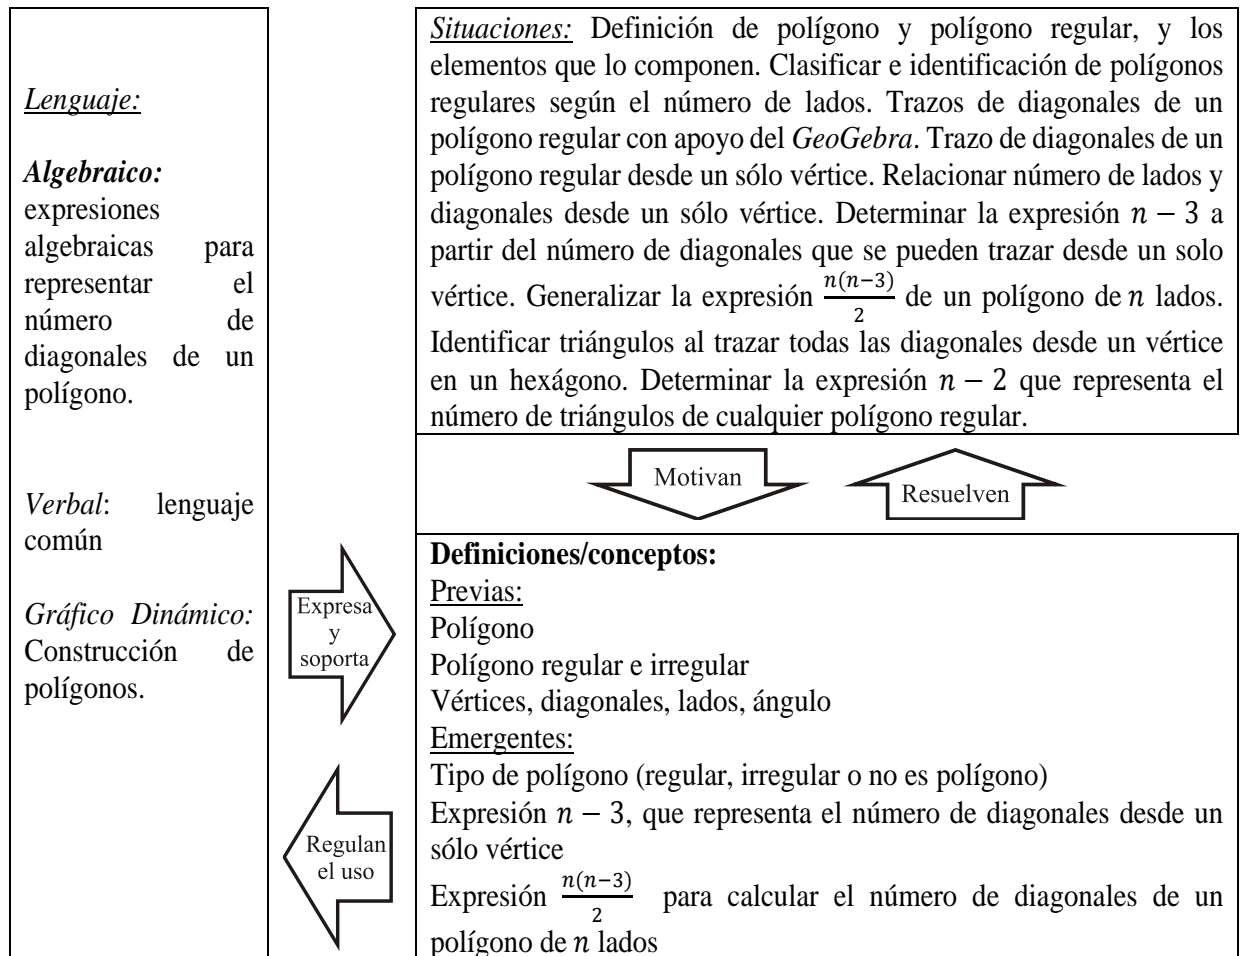 Lenguaje:
Algebraico:
expresiones
algebraicas para
representar el
número de
diagonales de un
polígono.
Verbal: lenguaje
común
Gráfico Dinámico:
Construcción de
polígonos.
Expresa
y
soporta
Regulan
el uso
Situaciones: Definición de polígono y polígono regular, y los
elementos que lo componen. Clasificar e identificación de polígonos
regulares según el número de lados. Trazos de diagonales de un
polígono regular con apoyo del GeoGebra. Trazo de diagonales de un
polígono regular desde un sólo vértice. Relacionar número de lados y
diagonales desde un sólo vértice. Determinar la expresión n − 3 a
partir del número de diagonales que se pueden trazar desde un solo
vértice. Generalizar la expresión n(n−3)/2 de un polígono de n lados.
Identificar triángulos al trazar todas las diagonales desde un vértice
en un hexágono. Determinar la expresión n − 2 que representa el
número de triángulos de cualquier polígono regular.
Motivan
Resuelven
Definiciones/conceptos:
Previas:
Polígono
Polígono regular e irregular
Vértices, diagonales, lados, ángulo
Emergentes:
Tipo de polígono (regular, irregular o no es polígono)
Expresión n − 3, que representa el número de diagonales desde un
sólo vértice
Expresión n(n−3)/2 para calcular el número de diagonales de un
polígono de n lados